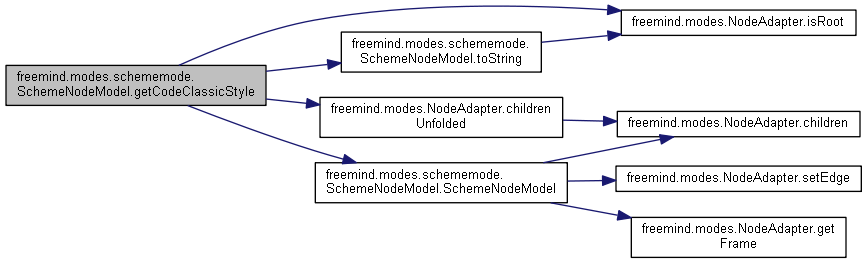 freemind.modes.schememode.
SchemeNodeModel.getCodeClassicStyle
freemind.modes.NodeAdapter.isRoot
freemind.modes.schememode.
SchemeNodeModel.toString
freemind.modes.NodeAdapter.children
Unfolded
freemind.modes.NodeAdapter.children
freemind.modes.schememode.
SchemeNodeModel.SchemeNodeModel
freemind.modes.NodeAdapter.setEdge
freemind.modes.NodeAdapter.get
Frame